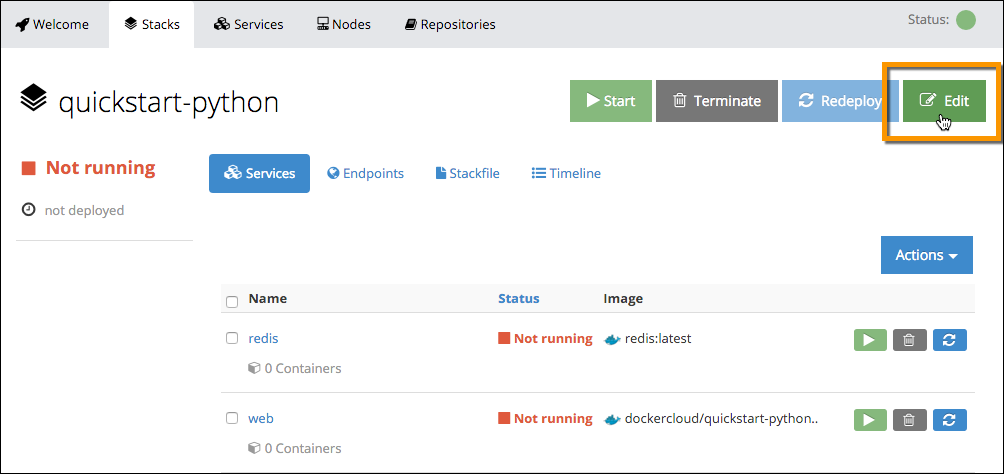 Welcome Stacks Services Nodes Repositories Status:
quickstart-python Start Terminate Redeploy Edit
Not running Services Endpoints Stackfile Timeline
not deployed
Actions
Name Status Image
redis Not running redis:latest
0 Containers
web Not running dockercloud/quickstart-python..
0 Containers